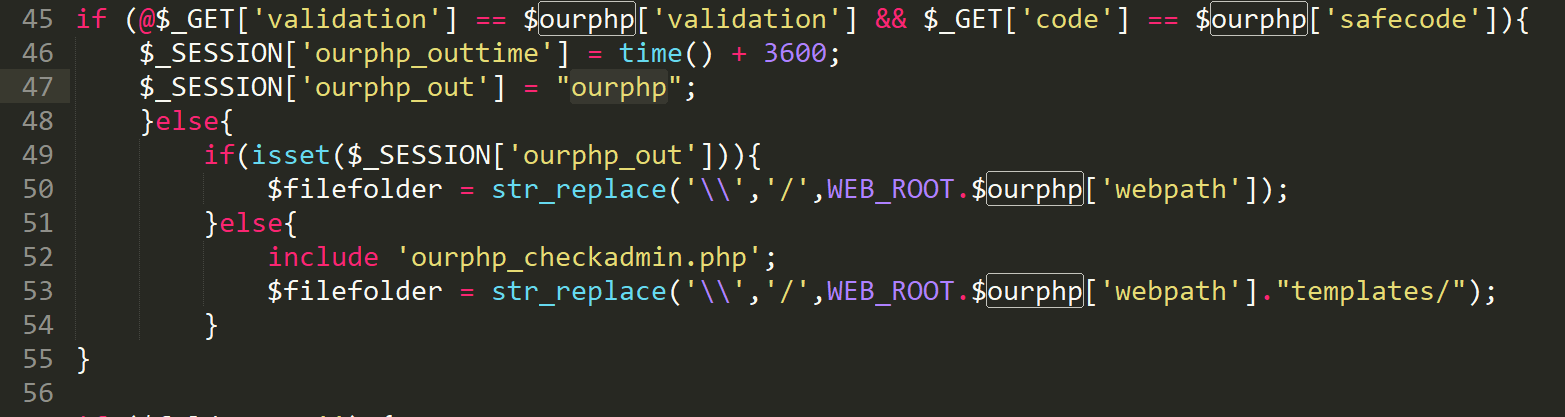 45 if (@$_GET['validation'] == $ourphp['validation'] && $_GET['code'] == $ourphp['safecode']){
46     $_SESSION['ourphp_outtime'] = time() + 3600;
47     $_SESSION['ourphp_out'] = "ourphp";
48     }else{
49         if(isset($_SESSION['ourphp_out'])){
50             $filefolder = str_replace('\\','/',WEB_ROOT.$ourphp['webpath']);
51         }else{
52             include 'ourphp_checkadmin.php';
53             $filefolder = str_replace('\\','/',WEB_ROOT.$ourphp['webpath']."templates/");
54         }
55 }
56